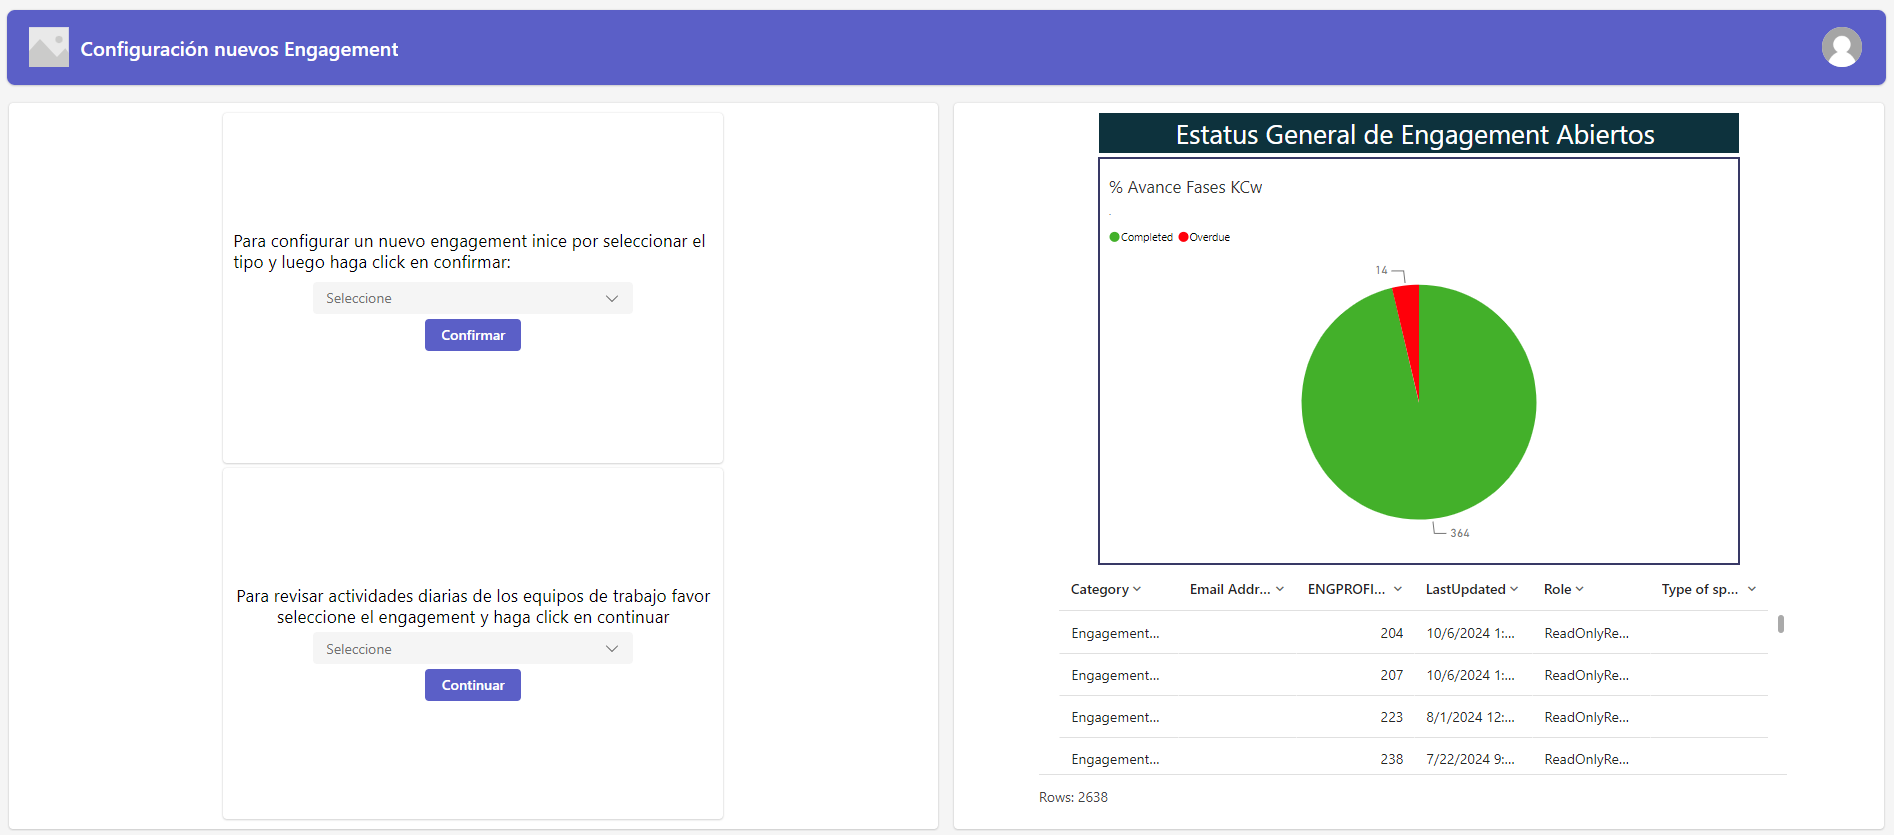 Configuración nuevos Engagement
Para configurar un nuevo engagement inice por seleccionar el
tipo y luego haga click en confirmar:
Seleccione
Confirmar
Para revisar actividades diarias de los equipos de trabajo favor
seleccione el engagement y haga click en continuar
Seleccione
Continuar
Estatus General de Engagement Abiertos
% Avance Fases KCw
.
Completed Overdue
14
364
Category Email Addr... ENGPROFI... LastUpdated Role Type of sp...
Engagement... 204 10/6/2024 1:... ReadOnlyRe...
Engagement... 207 10/6/2024 1:... ReadOnlyRe...
Engagement... 223 8/1/2024 12:... ReadOnlyRe...
Engagement... 238 7/22/2024 9:... ReadOnlyRe...
Rows: 2638